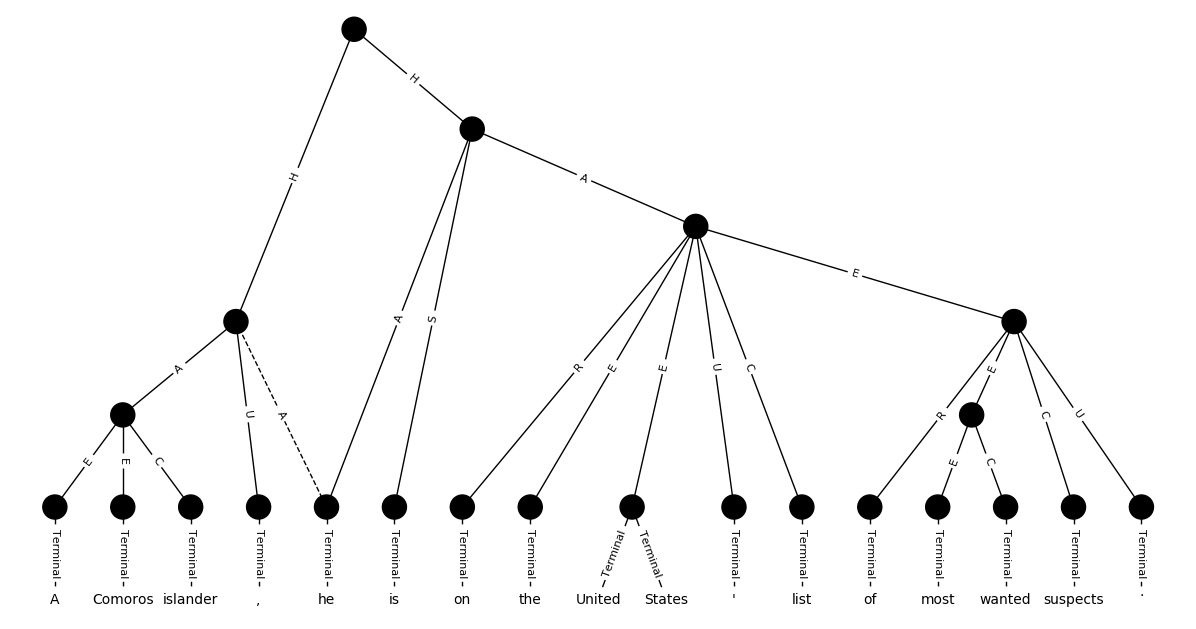 H
H
A
H
A
S
E
A
U
A
R
E
E
U
C
R
E
C
U
E
E
C
E
C
Terminal Terminal Terminal Terminal Terminal Terminal Terminal Terminal Terminal Terminal Terminal Terminal Terminal Terminal Terminal Terminal Terminal
A Comoros islander , he is on the United States ' list of most wanted suspects .